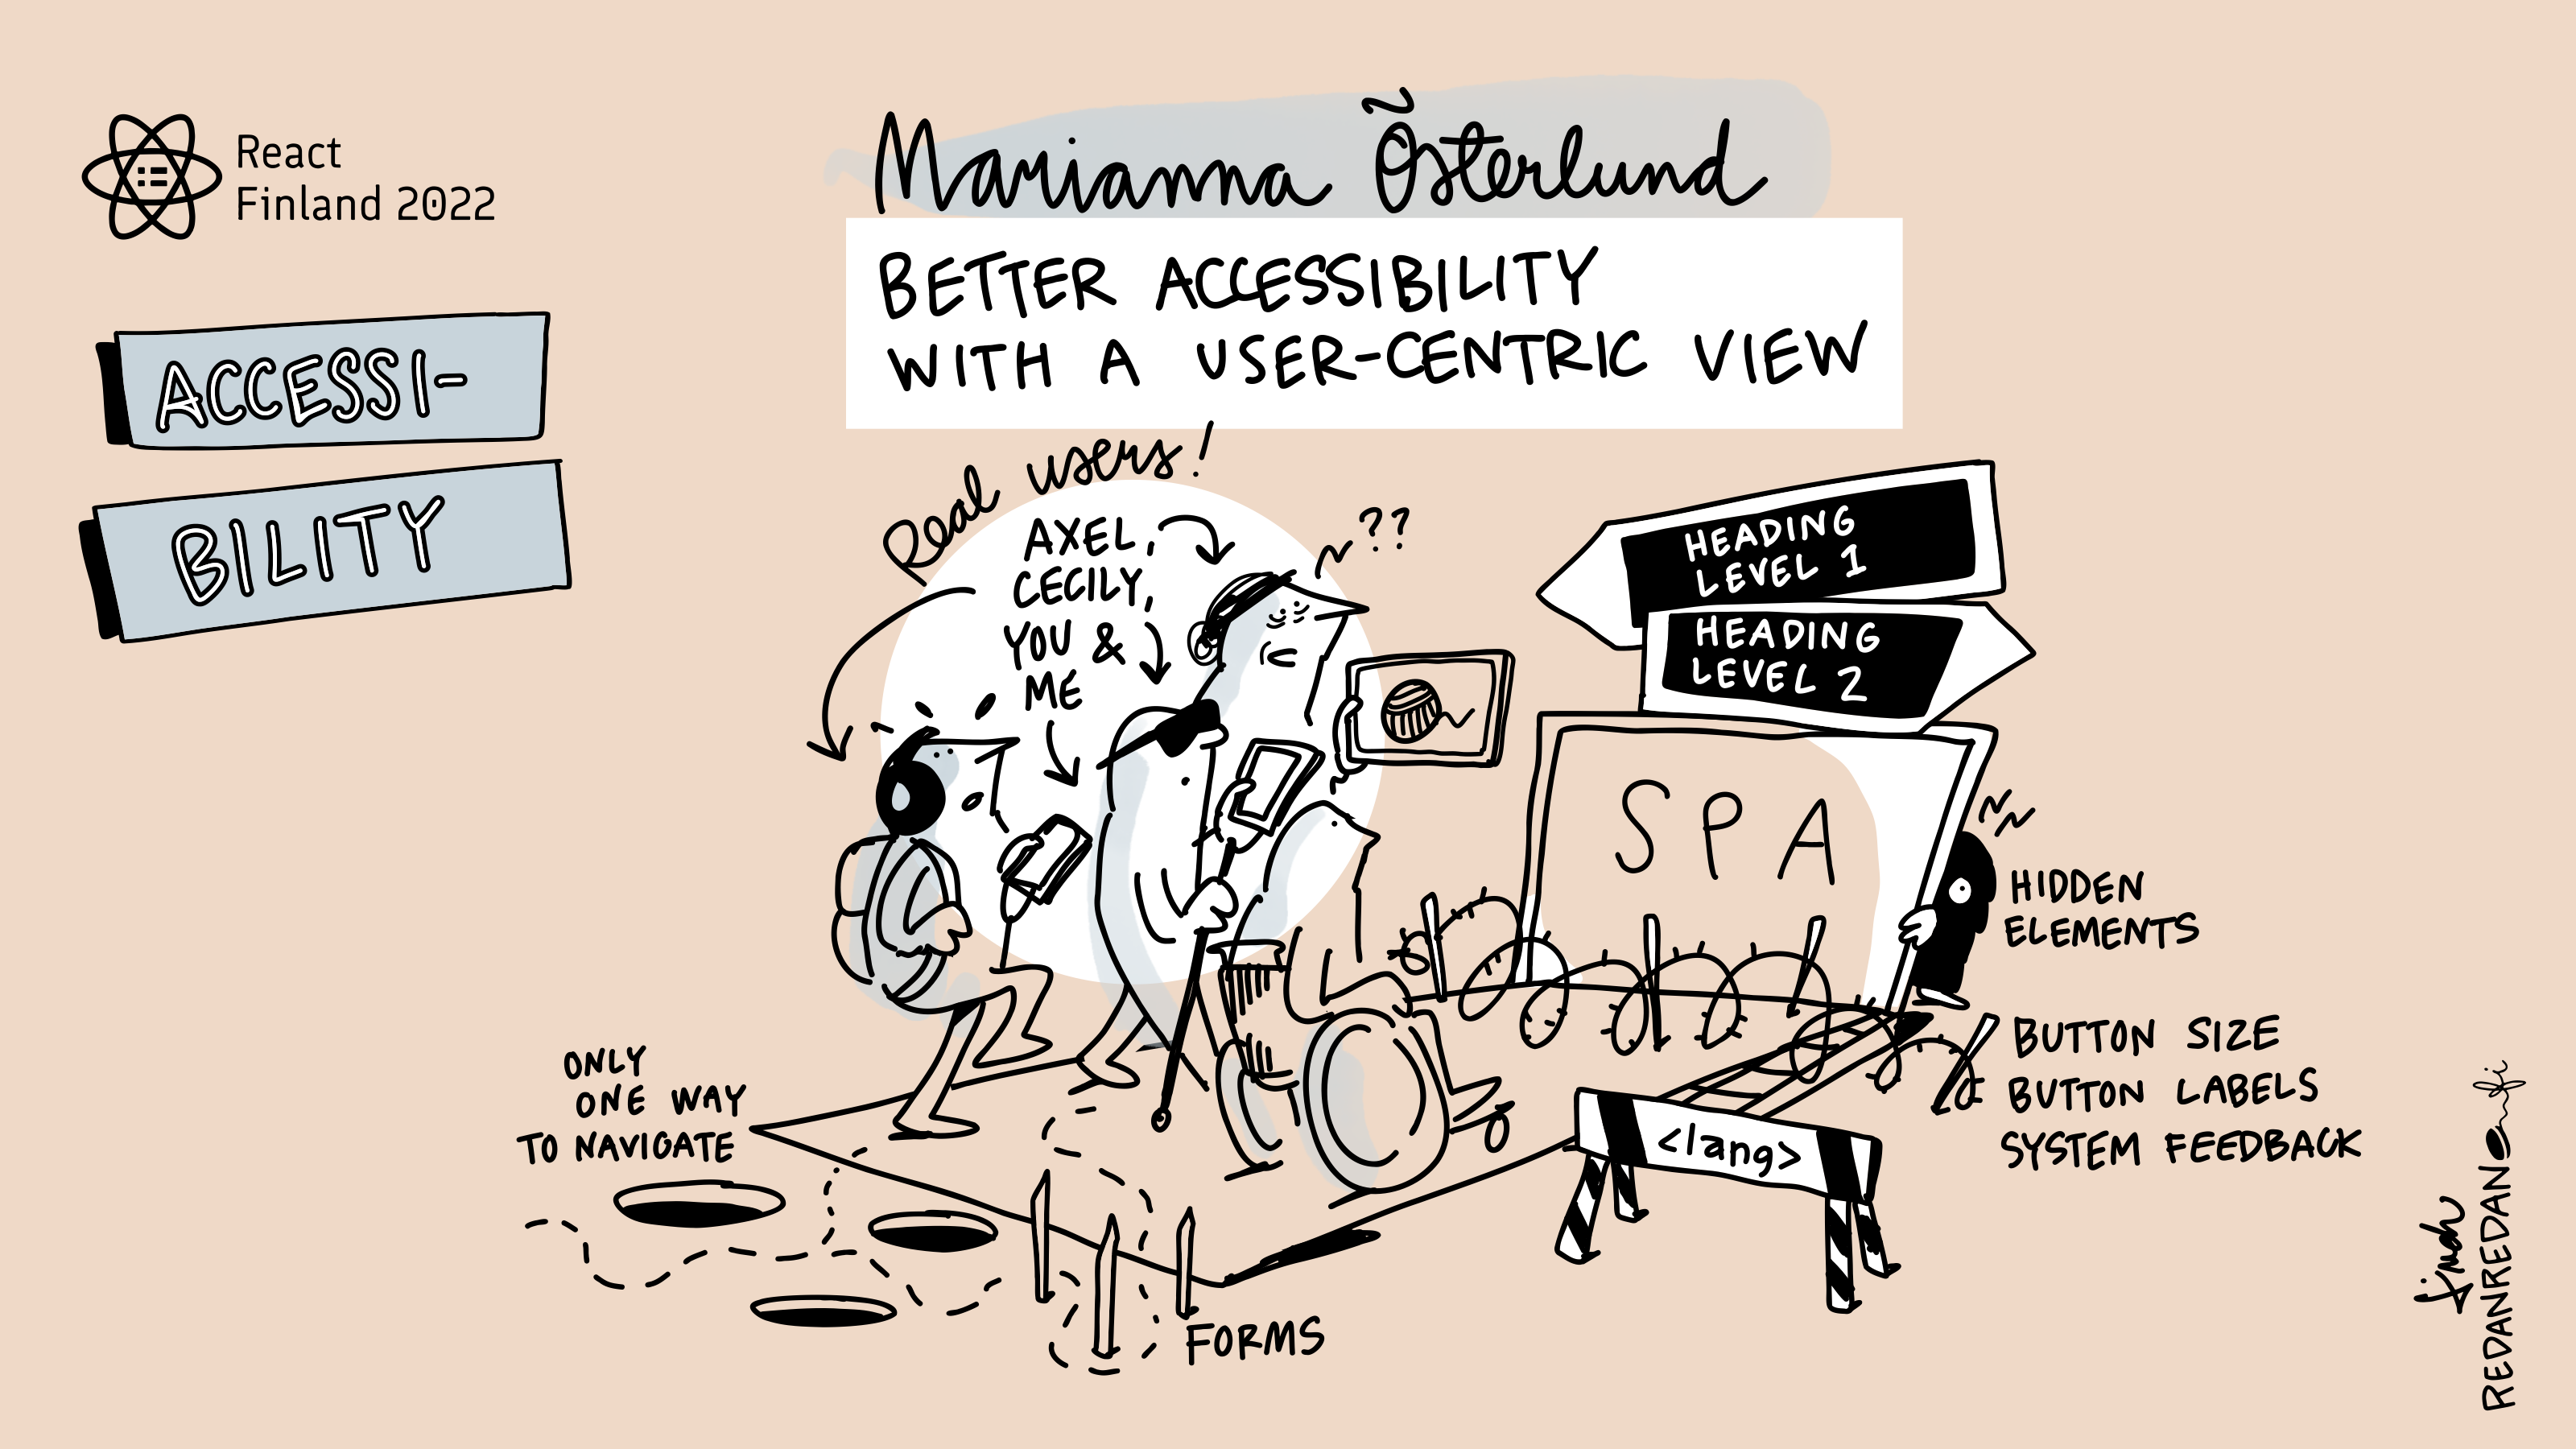 React
Finland 2022
ACCESSI-
BILITY
Marianna Õsterlund
BETTER ACCESSIBILITY
WITH A USER-CENTRIC VIEW
Real users!
AXEL,
CECILY,
YOU &
ME
??
HEADING
LEVEL 1
HEADING
LEVEL 2
SPA
HIDDEN
ELEMENTS
BUTTON SIZE
BUTTON LABELS
SYSTEM FEEDBACK
<lang>
ONLY
ONE WAY
TO NAVIGATE
FORMS
REDANREDAN